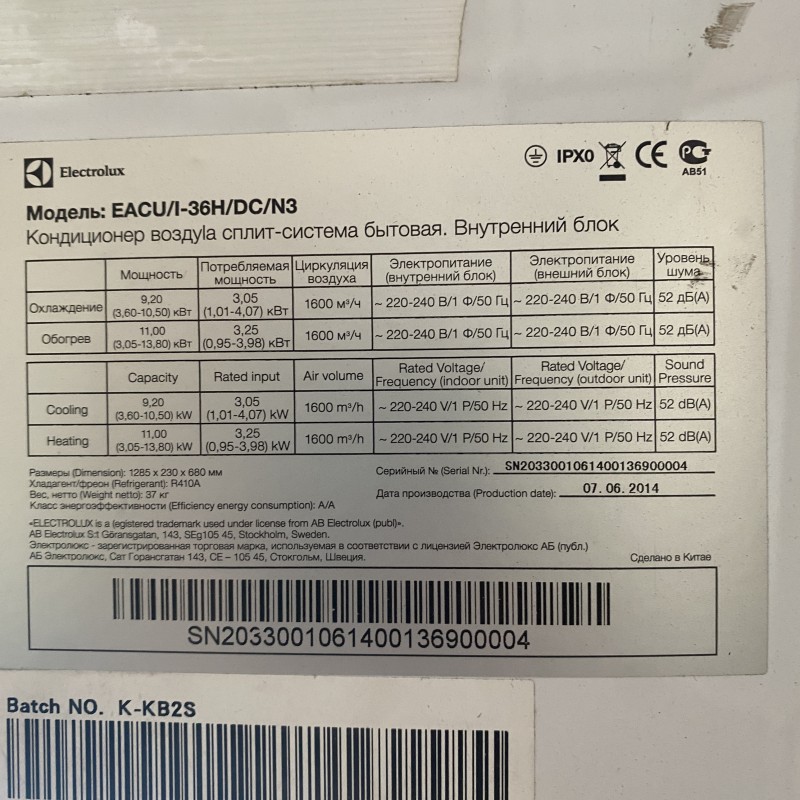 Electrolux
IPX0 CE PG
АВ51
Модель: EACU/I-36H/DC/N3
Кондиционер воздуla сплит-система бытовая. Внутренний блок
Мощность Потребляемая мощность Циркуляция воздуха Электропитание (внутренний блок) Электропитание (внешний блок) Уровень шума
Охлаждение 9,20 (3,60-10,50) кВт 3,05 (1,01-4,07) кВт 1600 м³/ч ~ 220-240 В/1 Ф/50 Гц ~ 220-240 В/1 Ф/50 Гц 52 дБ(А)
Обогрев 11,00 (3,05-13,80) кВт 3,25 (0,95-3,98) кВт 1600 м³/ч ~ 220-240 В/1 Ф/50 Гц ~ 220-240 В/1 Ф/50 Гц 52 дБ(А)
Capacity Rated input Air volume Rated Voltage/ Frequency (indoor unit) Rated Voltage/ Frequency (outdoor unit) Sound Pressure
Cooling 9,20 (3,60-10,50) kW 3,05 (1,01-4,07) kW 1600 m³/h ~ 220-240 V/1 P/50 Hz ~ 220-240 V/1 P/50 Hz 52 dB(A)
Heating 11,00 (3,05-13,80) kW 3,25 (0,95-3,98) kW 1600 m³/h ~ 220-240 V/1 P/50 Hz ~ 220-240 V/1 P/50 Hz 52 dB(A)
Размеры (Dimension): 1285 x 230 x 680 мм
Хладагент/фреон (Refrigerant): R410A
Вес, нетто (Weight netto): 37 кг
Класс энергоэффективности (Efficiency energy consumption): A/A
Серийный № (Serial Nr.): SN2033001061400136900004
Дата производства (Production date): 07.06.2014
«ELECTROLUX is a (egistered trademark used under license from AB Electrolux (publ)».
AB Electrolux S:t Göransgatan, 143, SEg105 45, Stockholm, Sweden.
Электролюкс - зарегистрированная торговая марка, используемая в соответствии с лицензией Электролюкс АБ (публ.)
АБ Электролюкс, Сат Горансгатан 143, СЕ – 105 45, Стокгольм, Швеция.
Сделано в Китае
SN2033001061400136900004
Batch NO. K-KB2S